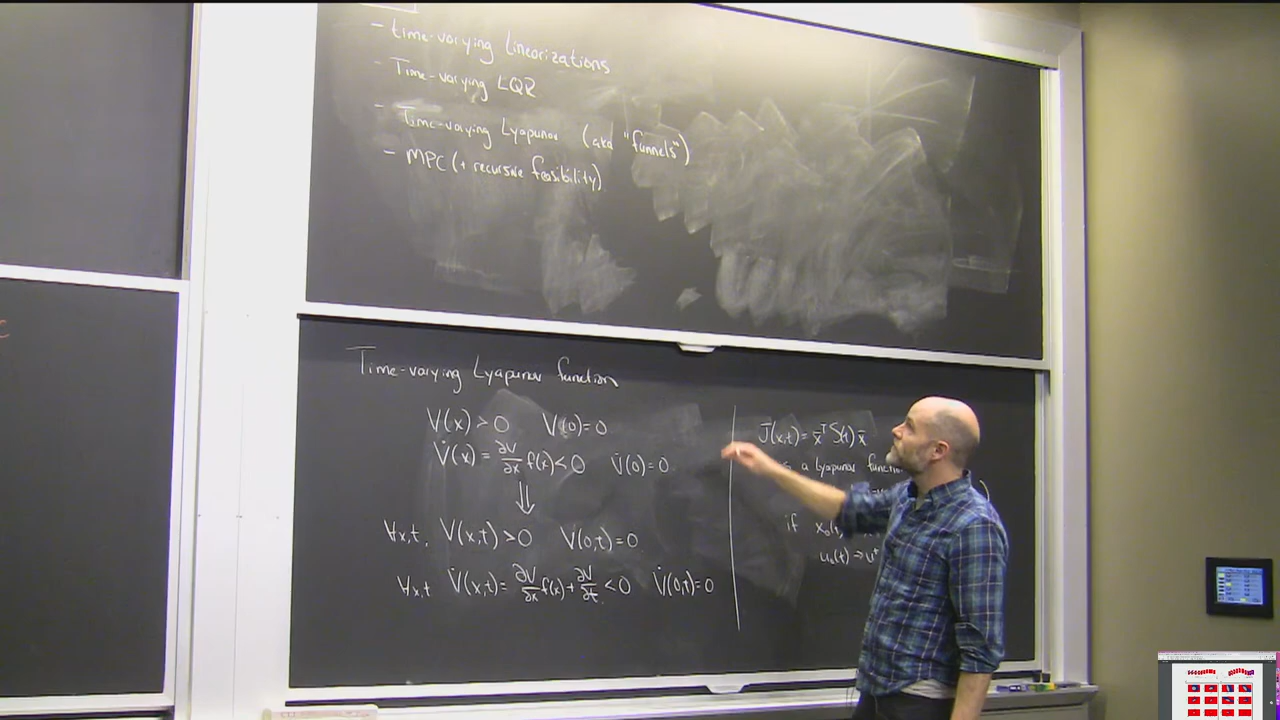 - time-varying Linearizations
- Time-varying LQR
- Time-varying Lyapunov (aka "funnels")
- MPC (+ recursive feasibility)
Time-varying Lyapunov function
V(x) > 0 V(0) = 0
V̇(x) = ∂V/∂x f(x) < 0 V̇(0) = 0
⇓
∀x,t, V(x,t) > 0 V(0,t) = 0
∀x,t V̇(x,t) = ∂V/∂x f(x) + ∂V/∂t < 0 V̇(0,t) = 0
J(x,t) = x̄ᵀ S(t) x̄
a Lyapunov
if x₀(t)
u₀(t) →